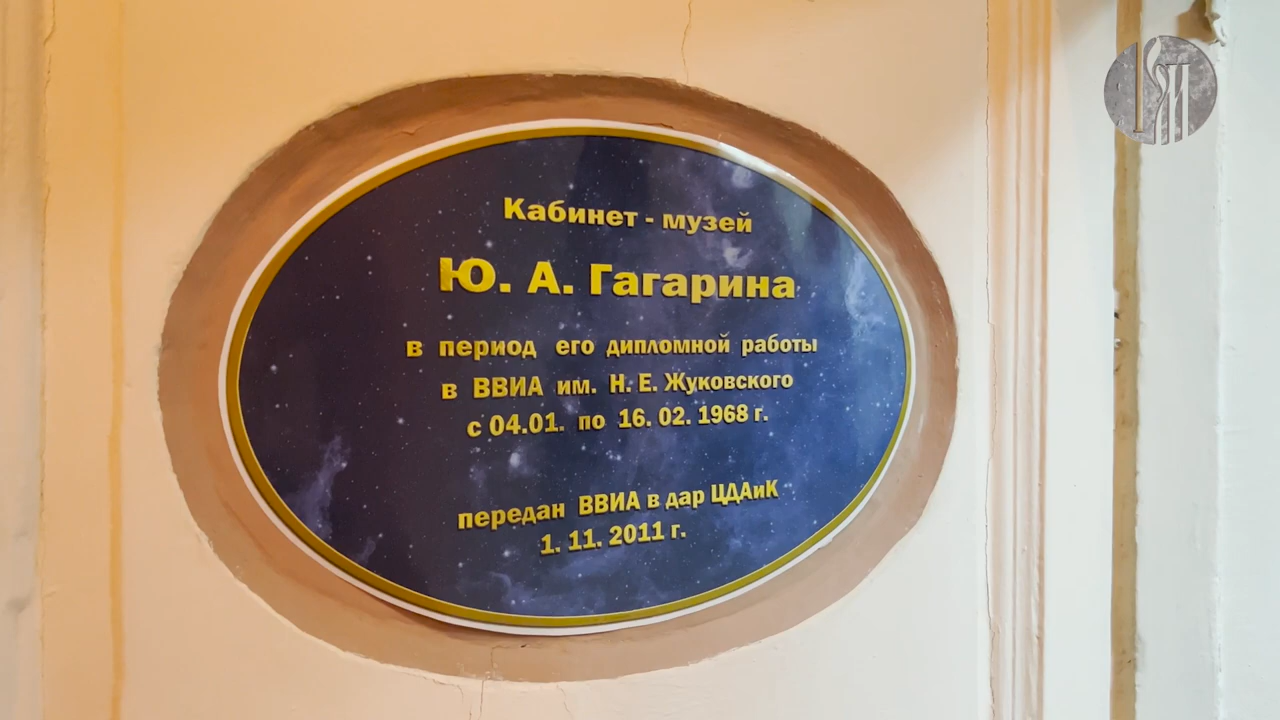 Кабинет - музей
Ю. А. Гагарина
в период его дипломной работы
в ВВИА им. Н. Е. Жуковского
с 04.01. по 16. 02. 1968 г.
передан ВВИА в дар ЦДАиК
1. 11. 2011 г.